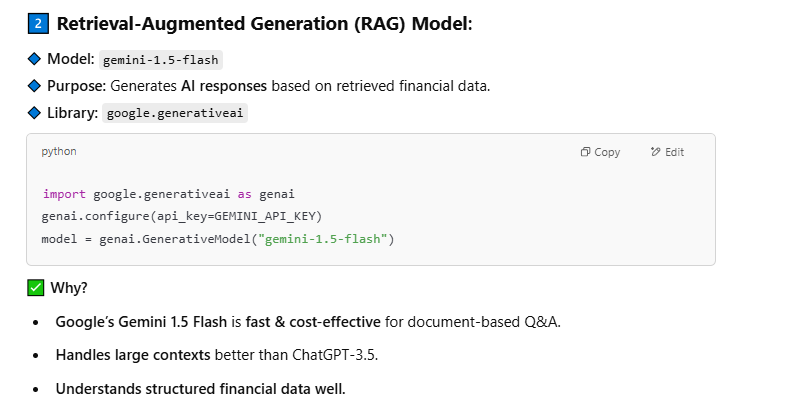 2 Retrieval-Augmented Generation (RAG) Model:
Model: gemini-1.5-flash
Purpose: Generates AI responses based on retrieved financial data.
Library: google.generativeai
python Copy Edit
import google.generativeai as genai
genai.configure(api_key=GEMINI_API_KEY)
model = genai.GenerativeModel("gemini-1.5-flash")
✅ Why?
• Google's Gemini 1.5 Flash is fast & cost-effective for document-based Q&A.
• Handles large contexts better than ChatGPT-3.5.
• Understands structured financial data well.